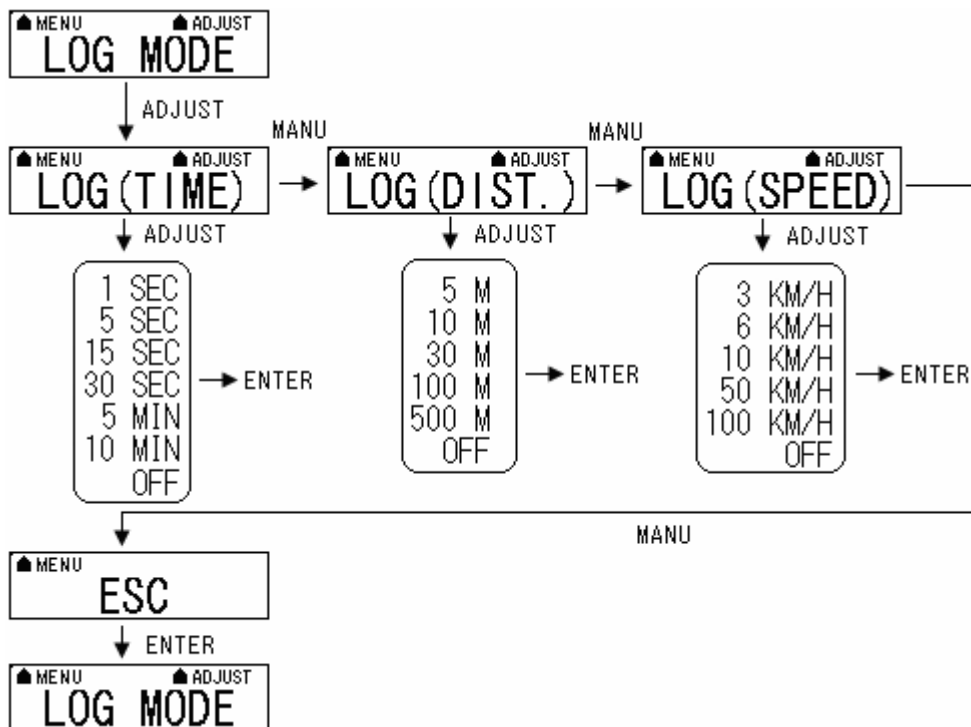 MENU ADJUST
LOG MODE
ADJUST
MANU MANU
MENU ADJUST
LOG(TIME)
MENU ADJUST
LOG(DIST.)
MENU ADJUST
LOG(SPEED)
ADJUST
ADJUST
ADJUST
1 SEC
5 SEC
15 SEC
30 SEC
5 MIN
10 MIN
OFF
ENTER
5 M
10 M
30 M
100 M
500 M
OFF
ENTER
3 KM/H
6 KM/H
10 KM/H
50 KM/H
100 KM/H
OFF
ENTER
MANU
MENU
ESC
ENTER
MENU ADJUST
LOG MODE